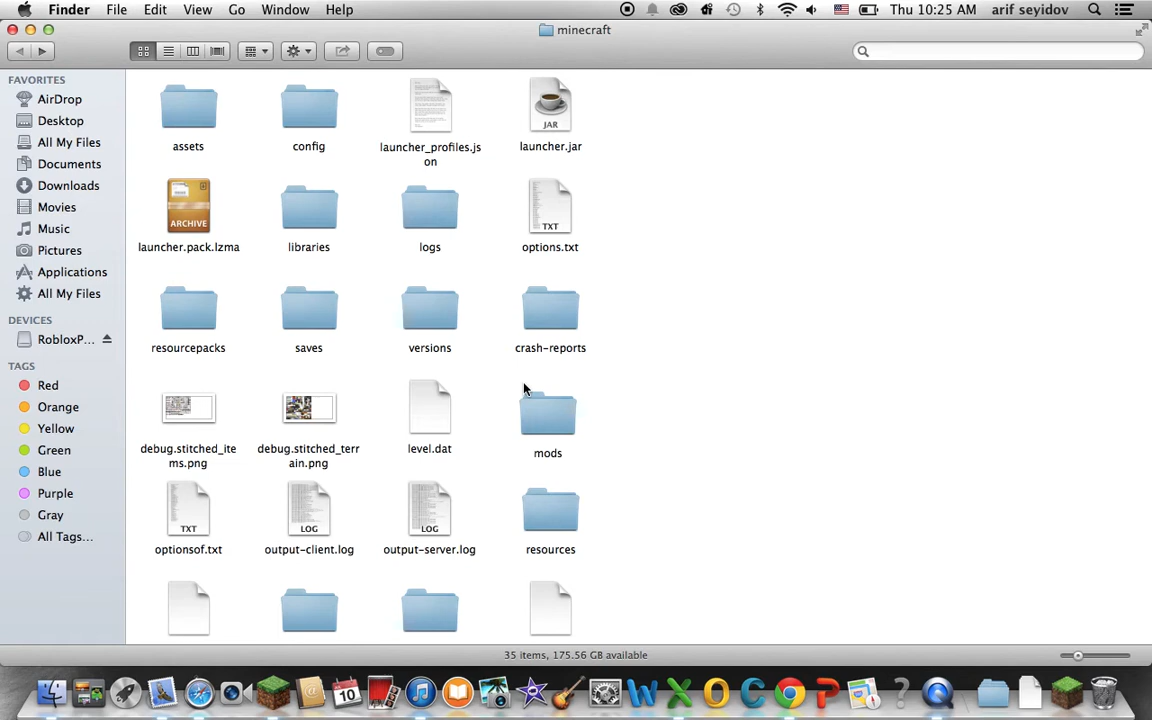 Finder File Edit View Go Window Help Thu 10:25 AM arif seyidov
minecraft
FAVORITES
AirDrop
Desktop
All My Files
Documents
Downloads
Movies
Music
Pictures
Applications
All My Files
DEVICES
RobloxP...
TAGS
Red
Orange
Yellow
Green
Blue
Purple
Gray
All Tags...
assets
config
launcher_profiles.js
on
JAR
launcher.jar
ARCHIVE
launcher.pack.lzma
libraries
logs
TXT
options.txt
resourcepacks
saves
versions
crash-reports
debug.stitched_ite
ms.png
debug.stitched_terr
ain.png
level.dat
mods
TXT
optionsof.txt
LOG
output-client.log
LOG
output-server.log
resources
35 items, 175.56 GB available
10